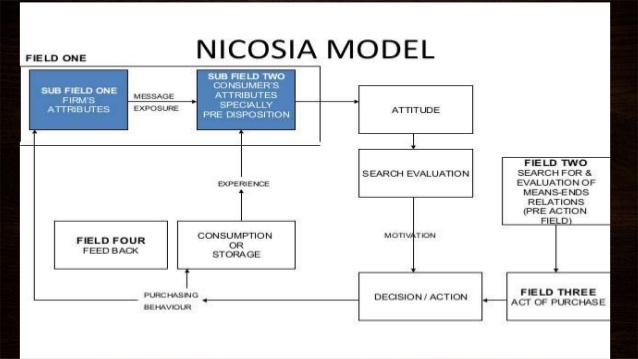 NICOSIA MODEL
FIELD ONE
SUB FIELD ONE
FIRM'S
ATTRIBUTES
MESSAGE
EXPOSURE
SUB FIELD TWO
CONSUMER'S
ATTRIBUTES
SPECIALLY
PRE DISPOSITION
ATTITUDE
SEARCH EVALUATION
FIELD TWO
SEARCH FOR &
EVALUATION OF
MEANS-ENDS
RELATIONS
(PRE ACTION
FIELD)
EXPERIENCE
MOTIVATION
FIELD FOUR
FEED BACK
CONSUMPTION
OR
STORAGE
PURCHASING
BEHAVIOUR
DECISION / ACTION
FIELD THREE
ACT OF PURCHASE